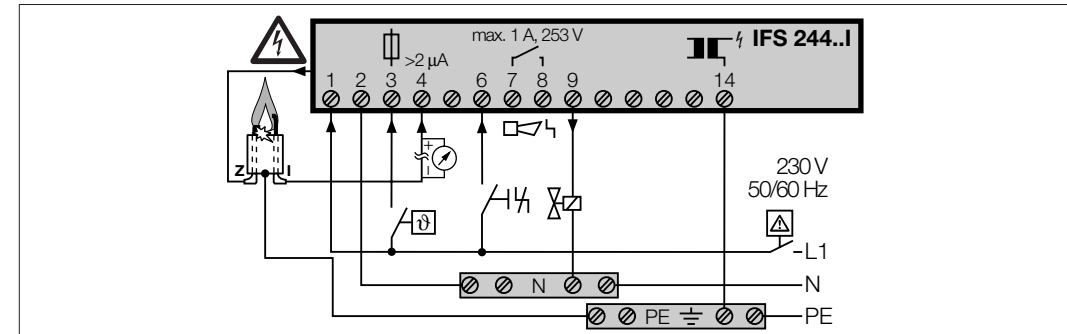 max. 1 A, 253 V
IFS 244..I
>2 µA
1 2 3 4 6 7 8 9 14
+
–
Z I
ϑ
230 V
50/60 Hz
L1
N N
PE PE